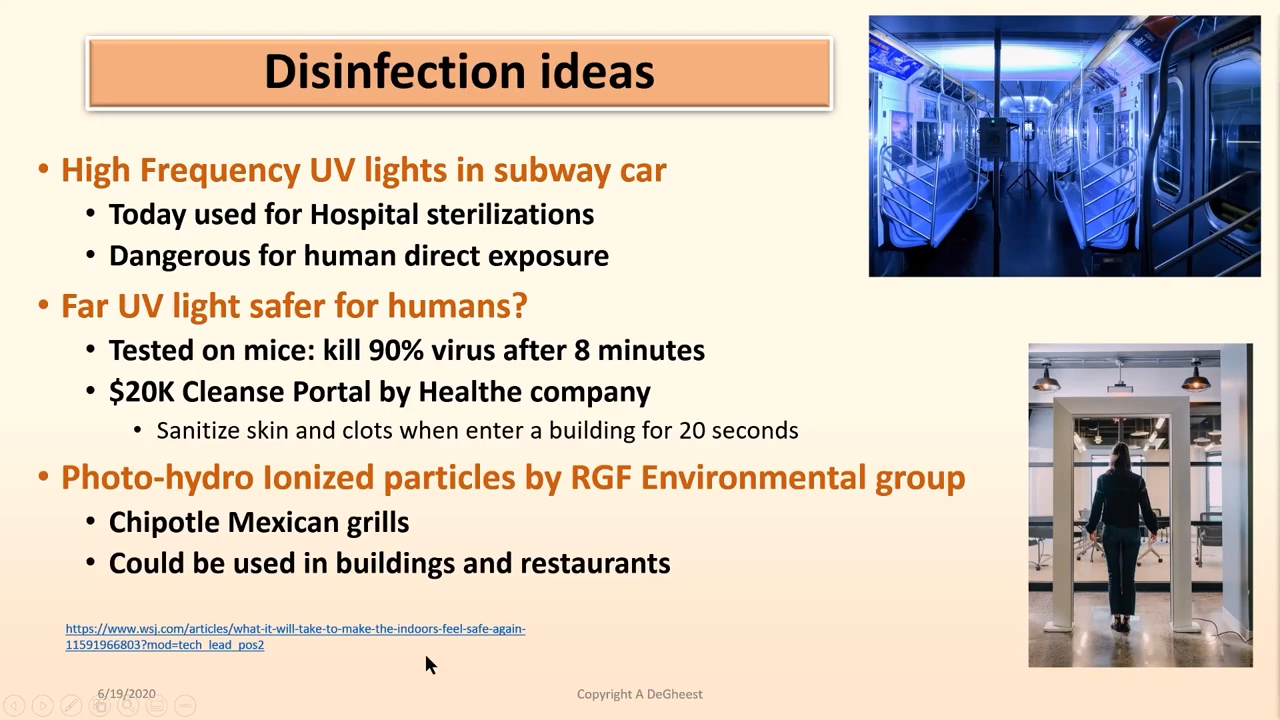 Disinfection ideas
• High Frequency UV lights in subway car
• Today used for Hospital sterilizations
• Dangerous for human direct exposure
• Far UV light safer for humans?
• Tested on mice: kill 90% virus after 8 minutes
• $20K Cleanse Portal by Healthe company
• Sanitize skin and clots when enter a building for 20 seconds
• Photo-hydro Ionized particles by RGF Environmental group
• Chipotle Mexican grills
• Could be used in buildings and restaurants
https://www.wsj.com/articles/what-it-will-take-to-make-the-indoors-feel-safe-again-
11591966803?mod=tech_lead_pos2
6/19/2020
Copyright A DeGheest